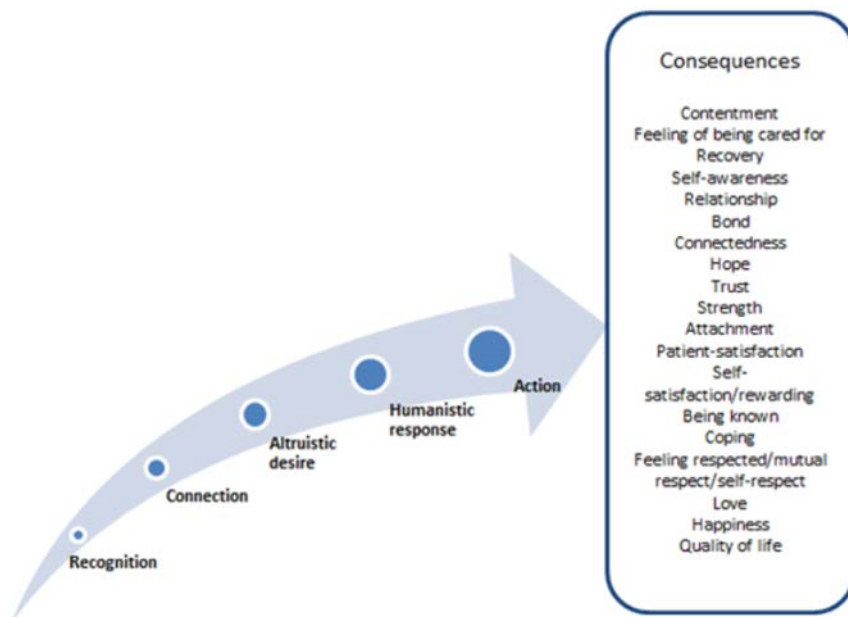 Consequences
Contentment
Feeling of being cared for
Recovery
Self-awareness
Relationship
Bond
Connectedness
Hope
Trust
Strength
Attachment
Patient-satisfaction
Self-
satisfaction/rewarding
Being known
Coping
Feeling respected/mutual
respect/self-respect
Love
Happiness
Quality of life
Action
Humanistic
response
Altruistic
desire
Connection
Recognition